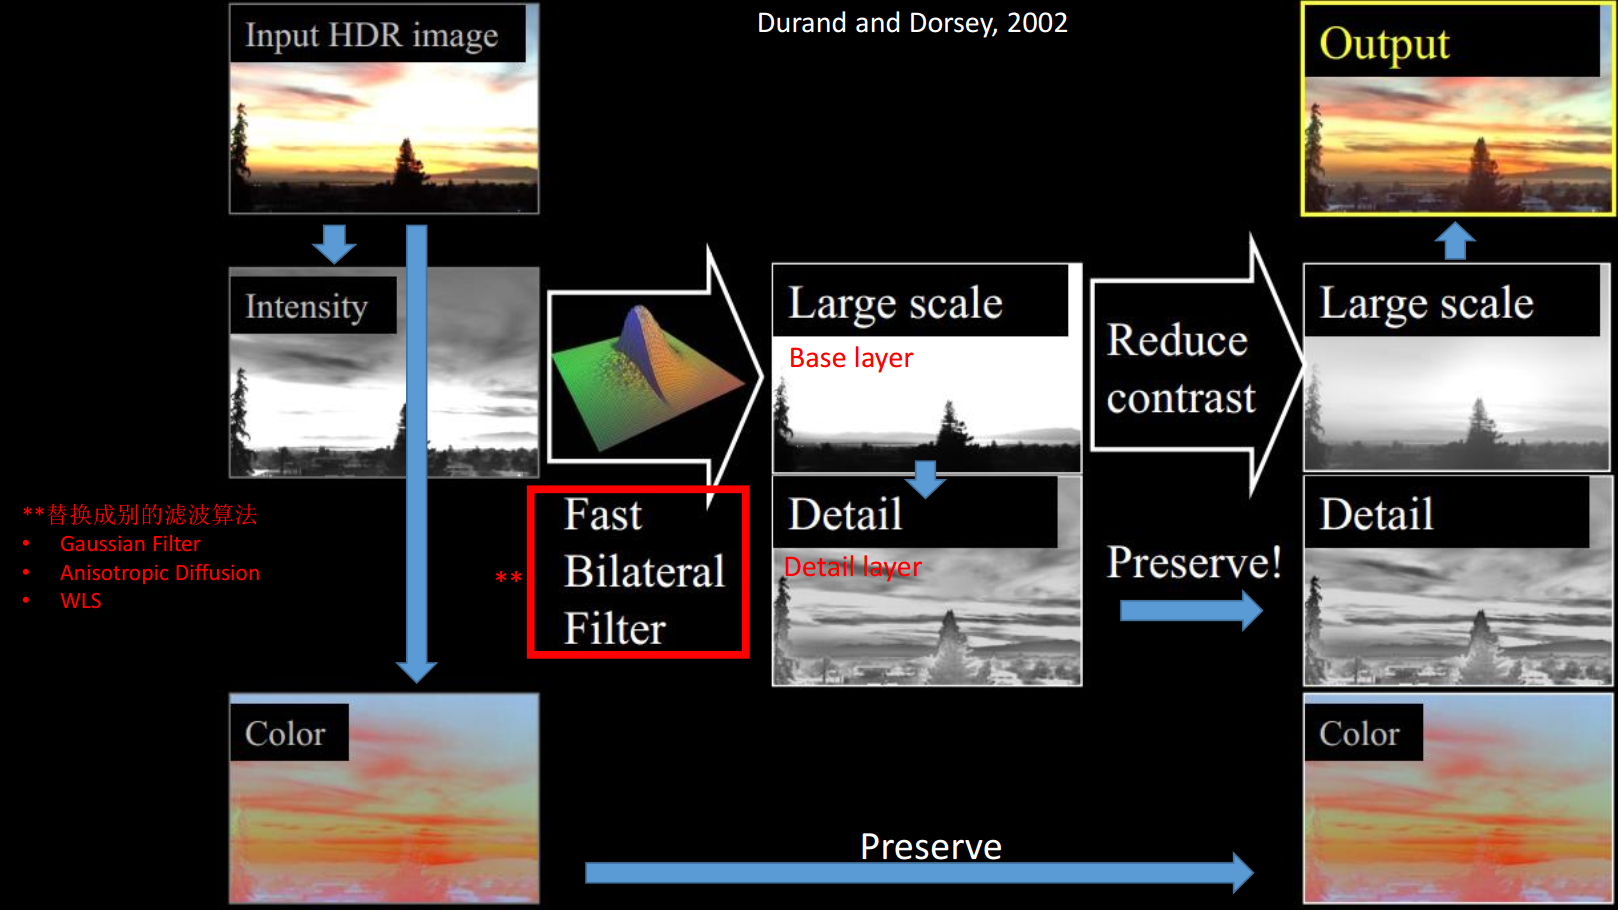 Durand and Dorsey, 2002
Input HDR image
Output
Intensity
Large scale
Base layer
Reduce
contrast
Large scale
**替换成别的滤波算法
• Gaussian Filter
• Anisotropic Diffusion
• WLS
**
Fast
Bilateral
Filter
Detail
Detail layer
Preserve!
Detail
Color
Preserve
Color